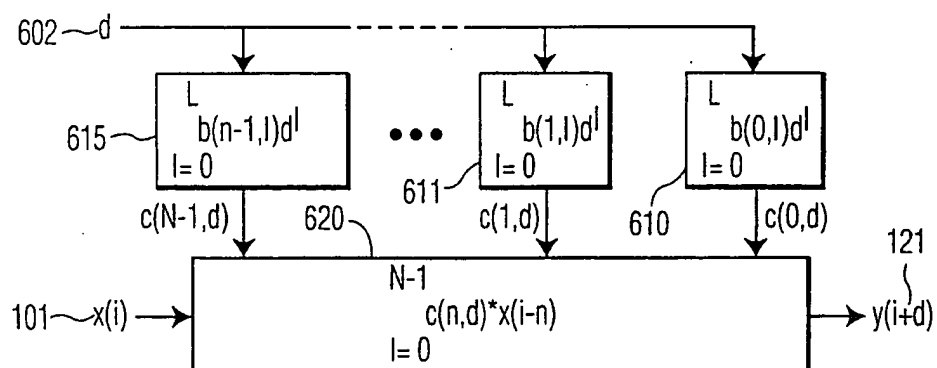 602 d
L L L
615 b(n-1,l)d^l ••• b(1,l)d^l b(0,l)d^l
l= 0 611 l= 0 610 l= 0
c(N-1,d) 620 c(1,d) c(0,d)
N-1 121
101 x(i) c(n,d)*x(i-n) y(i+d)
l= 0